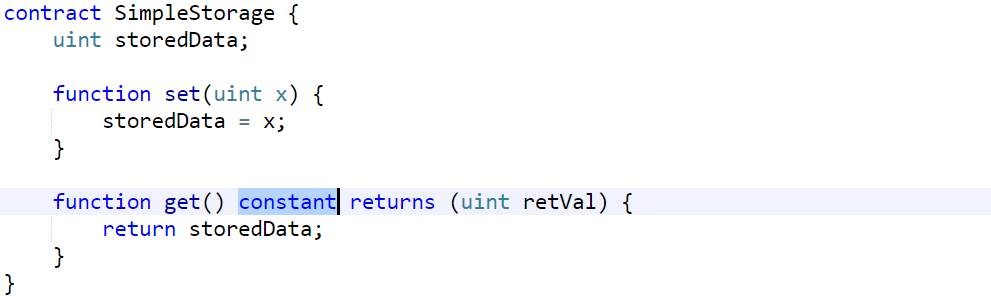 contract SimpleStorage {
    uint storedData;

    function set(uint x) {
        storedData = x;
    }

    function get() constant returns (uint retVal) {
        return storedData;
    }
}